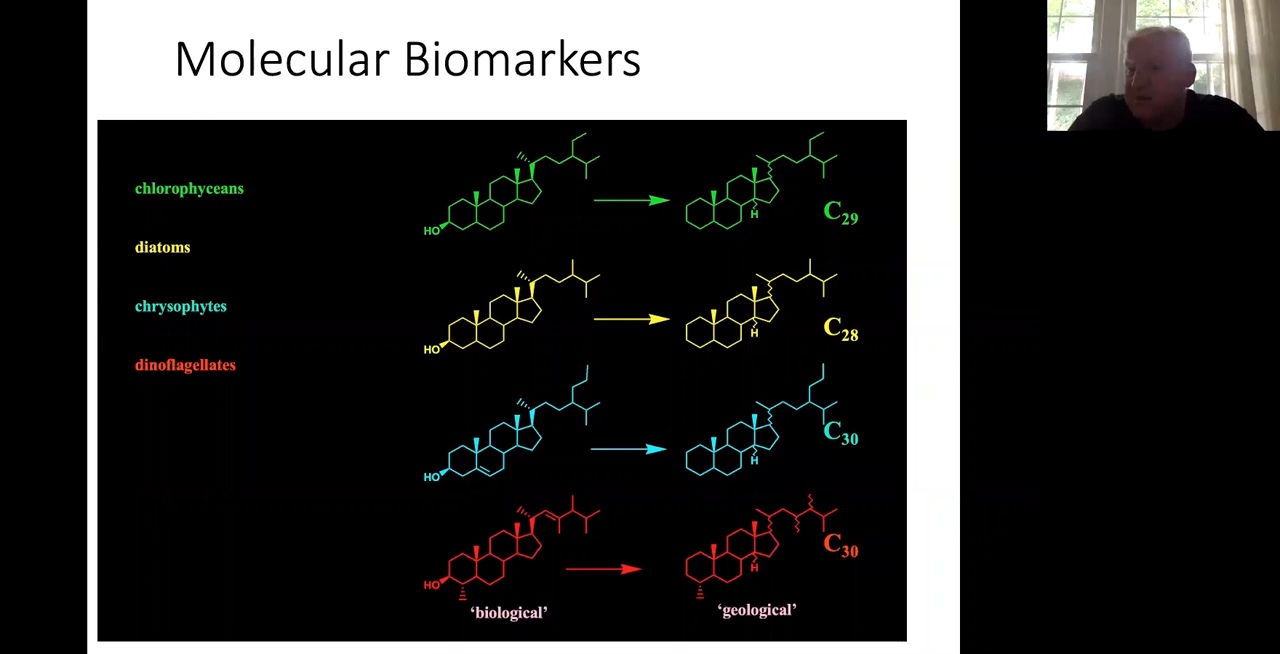 Molecular Biomarkers
chlorophyceans
diatoms
chrysophytes
dinoflagellates
HO
H
C29
HO
H
C28
HO
H
C30
HO
H
C30
‘biological’
‘geological’